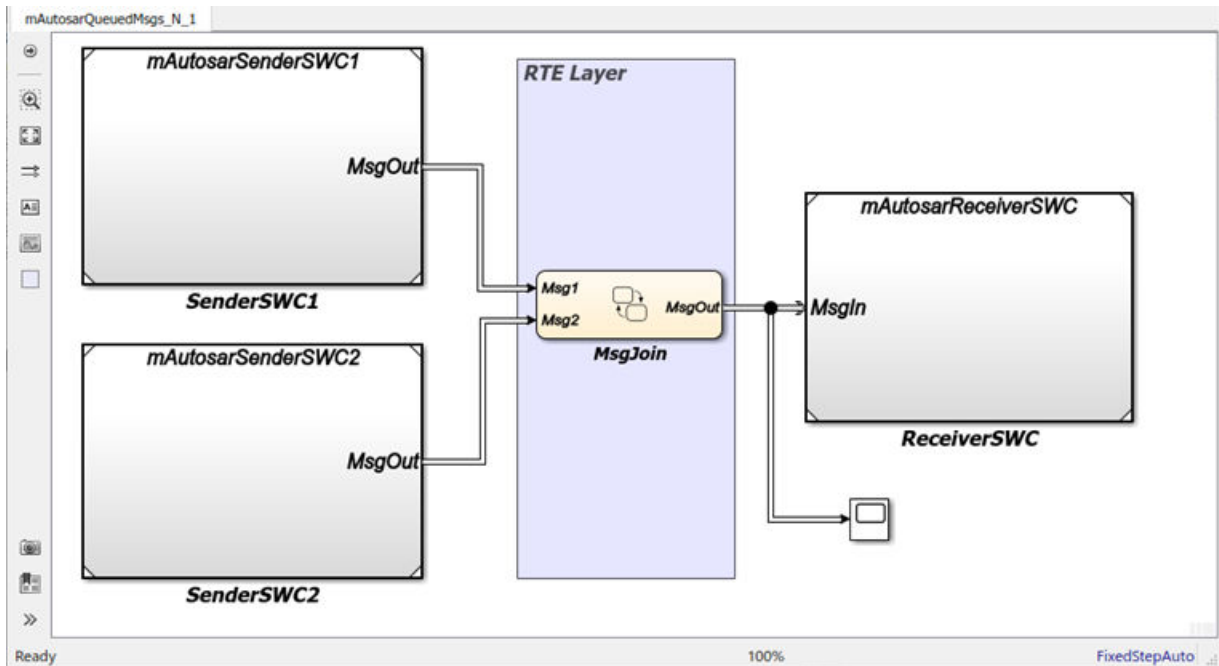 mAutosarQueuedMsgs_N_1
mAutosarSenderSWC1
MsgOut
SenderSWC1
mAutosarSenderSWC2
MsgOut
SenderSWC2
RTE Layer
Msg1
Msg2
MsgOut
MsgJoin
mAutosarReceiverSWC
MsgIn
ReceiverSWC
Ready
100%
FixedStepAuto